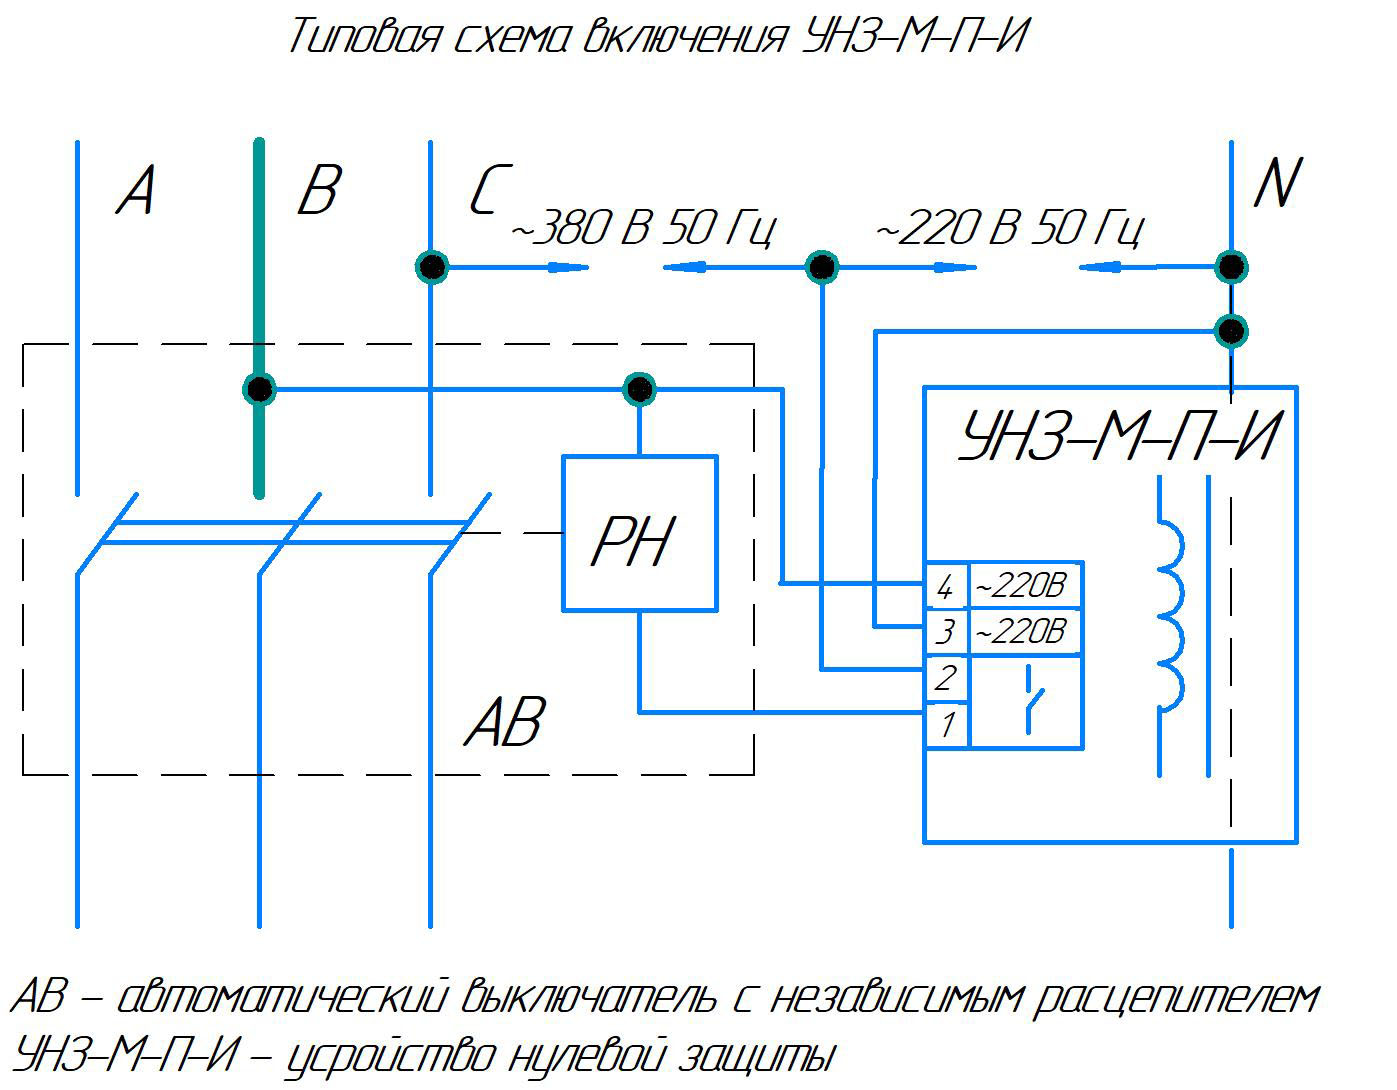 Типовая схема включения УНЗ-М-П-И
A B C N
~380 В 50 Гц ~220 В 50 Гц
УНЗ-М-П-И
РН
4 ~220В
3 ~220В
2
1
АВ
АВ - автоматический выключатель с независимым расцепителем
УНЗ-М-П-И - усройство нулевой защиты